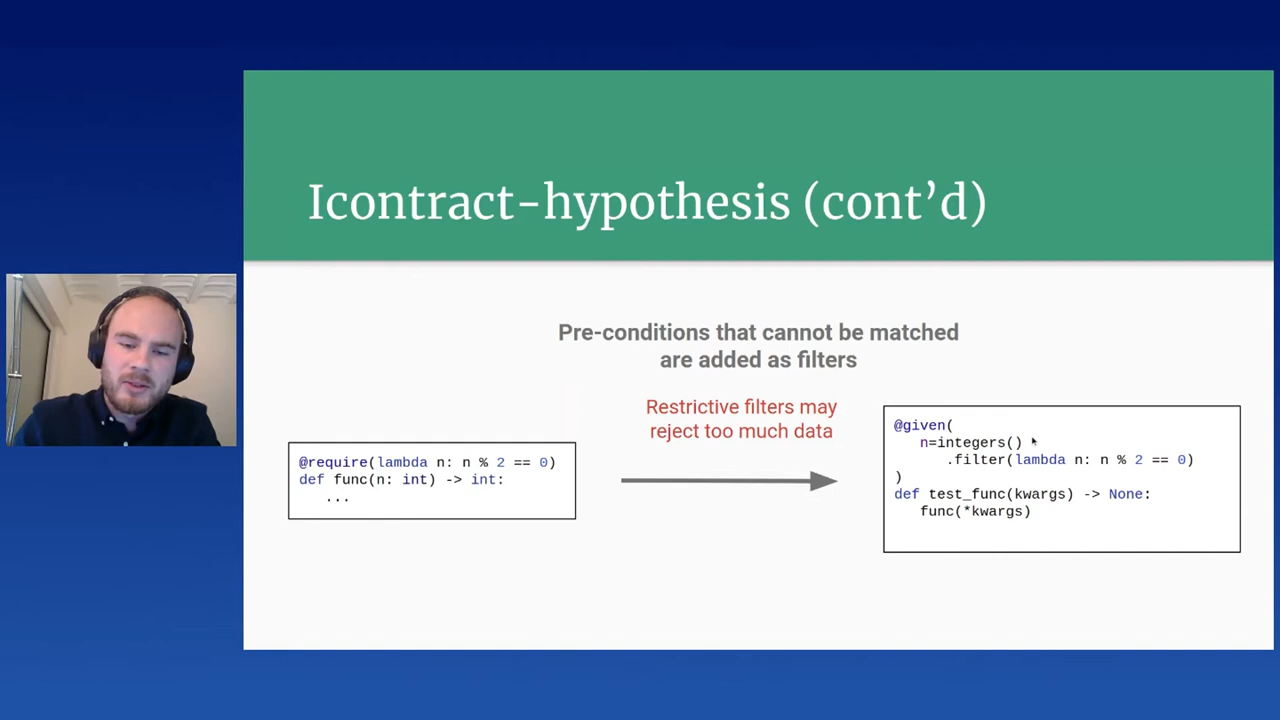 Icontract-hypothesis (cont’d)
Pre-conditions that cannot be matched
are added as filters
Restrictive filters may
reject too much data
@require(lambda n: n % 2 == 0)
def func(n: int) -> int:
...
@given(
n=integers()
.filter(lambda n: n % 2 == 0)
)
def test_func(kwargs) -> None:
func(*kwargs)